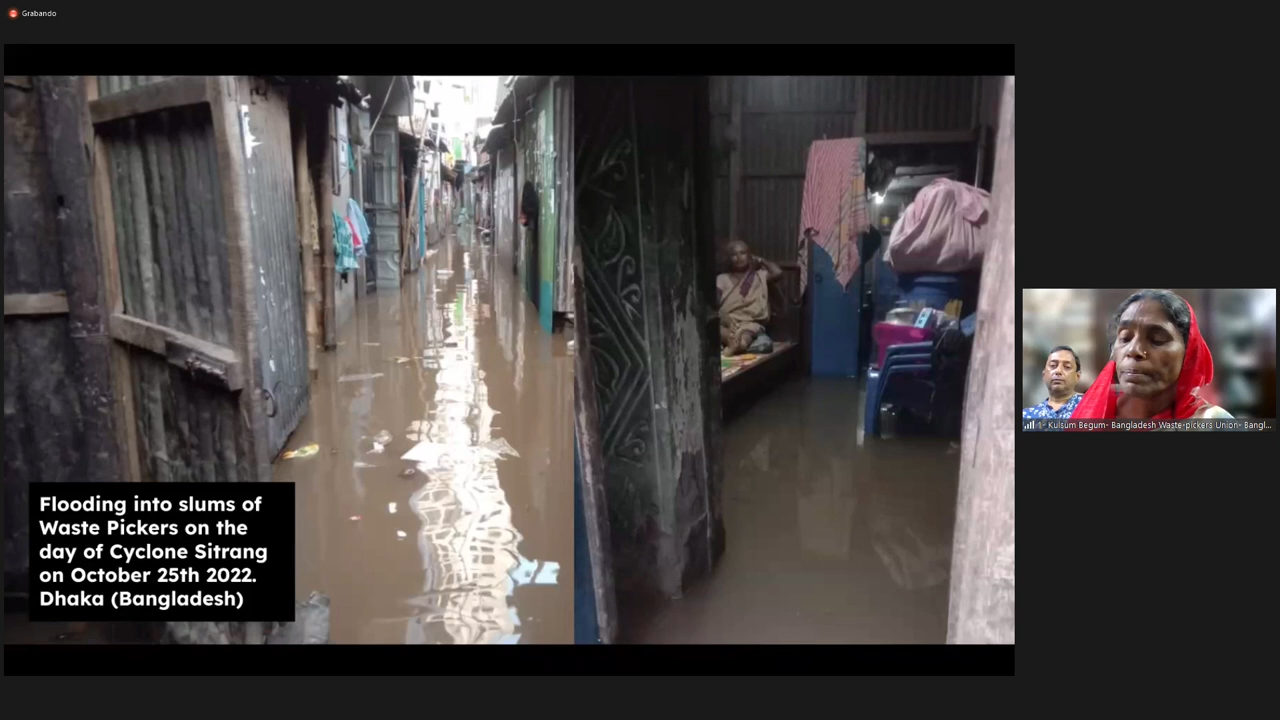 Grabando
Flooding into slums of
Waste Pickers on the
day of Cyclone Sitrang
on October 25th 2022.
Dhaka (Bangladesh)
1- Kulsum Begum- Bangladesh Waste-pickers Union- Bangl...